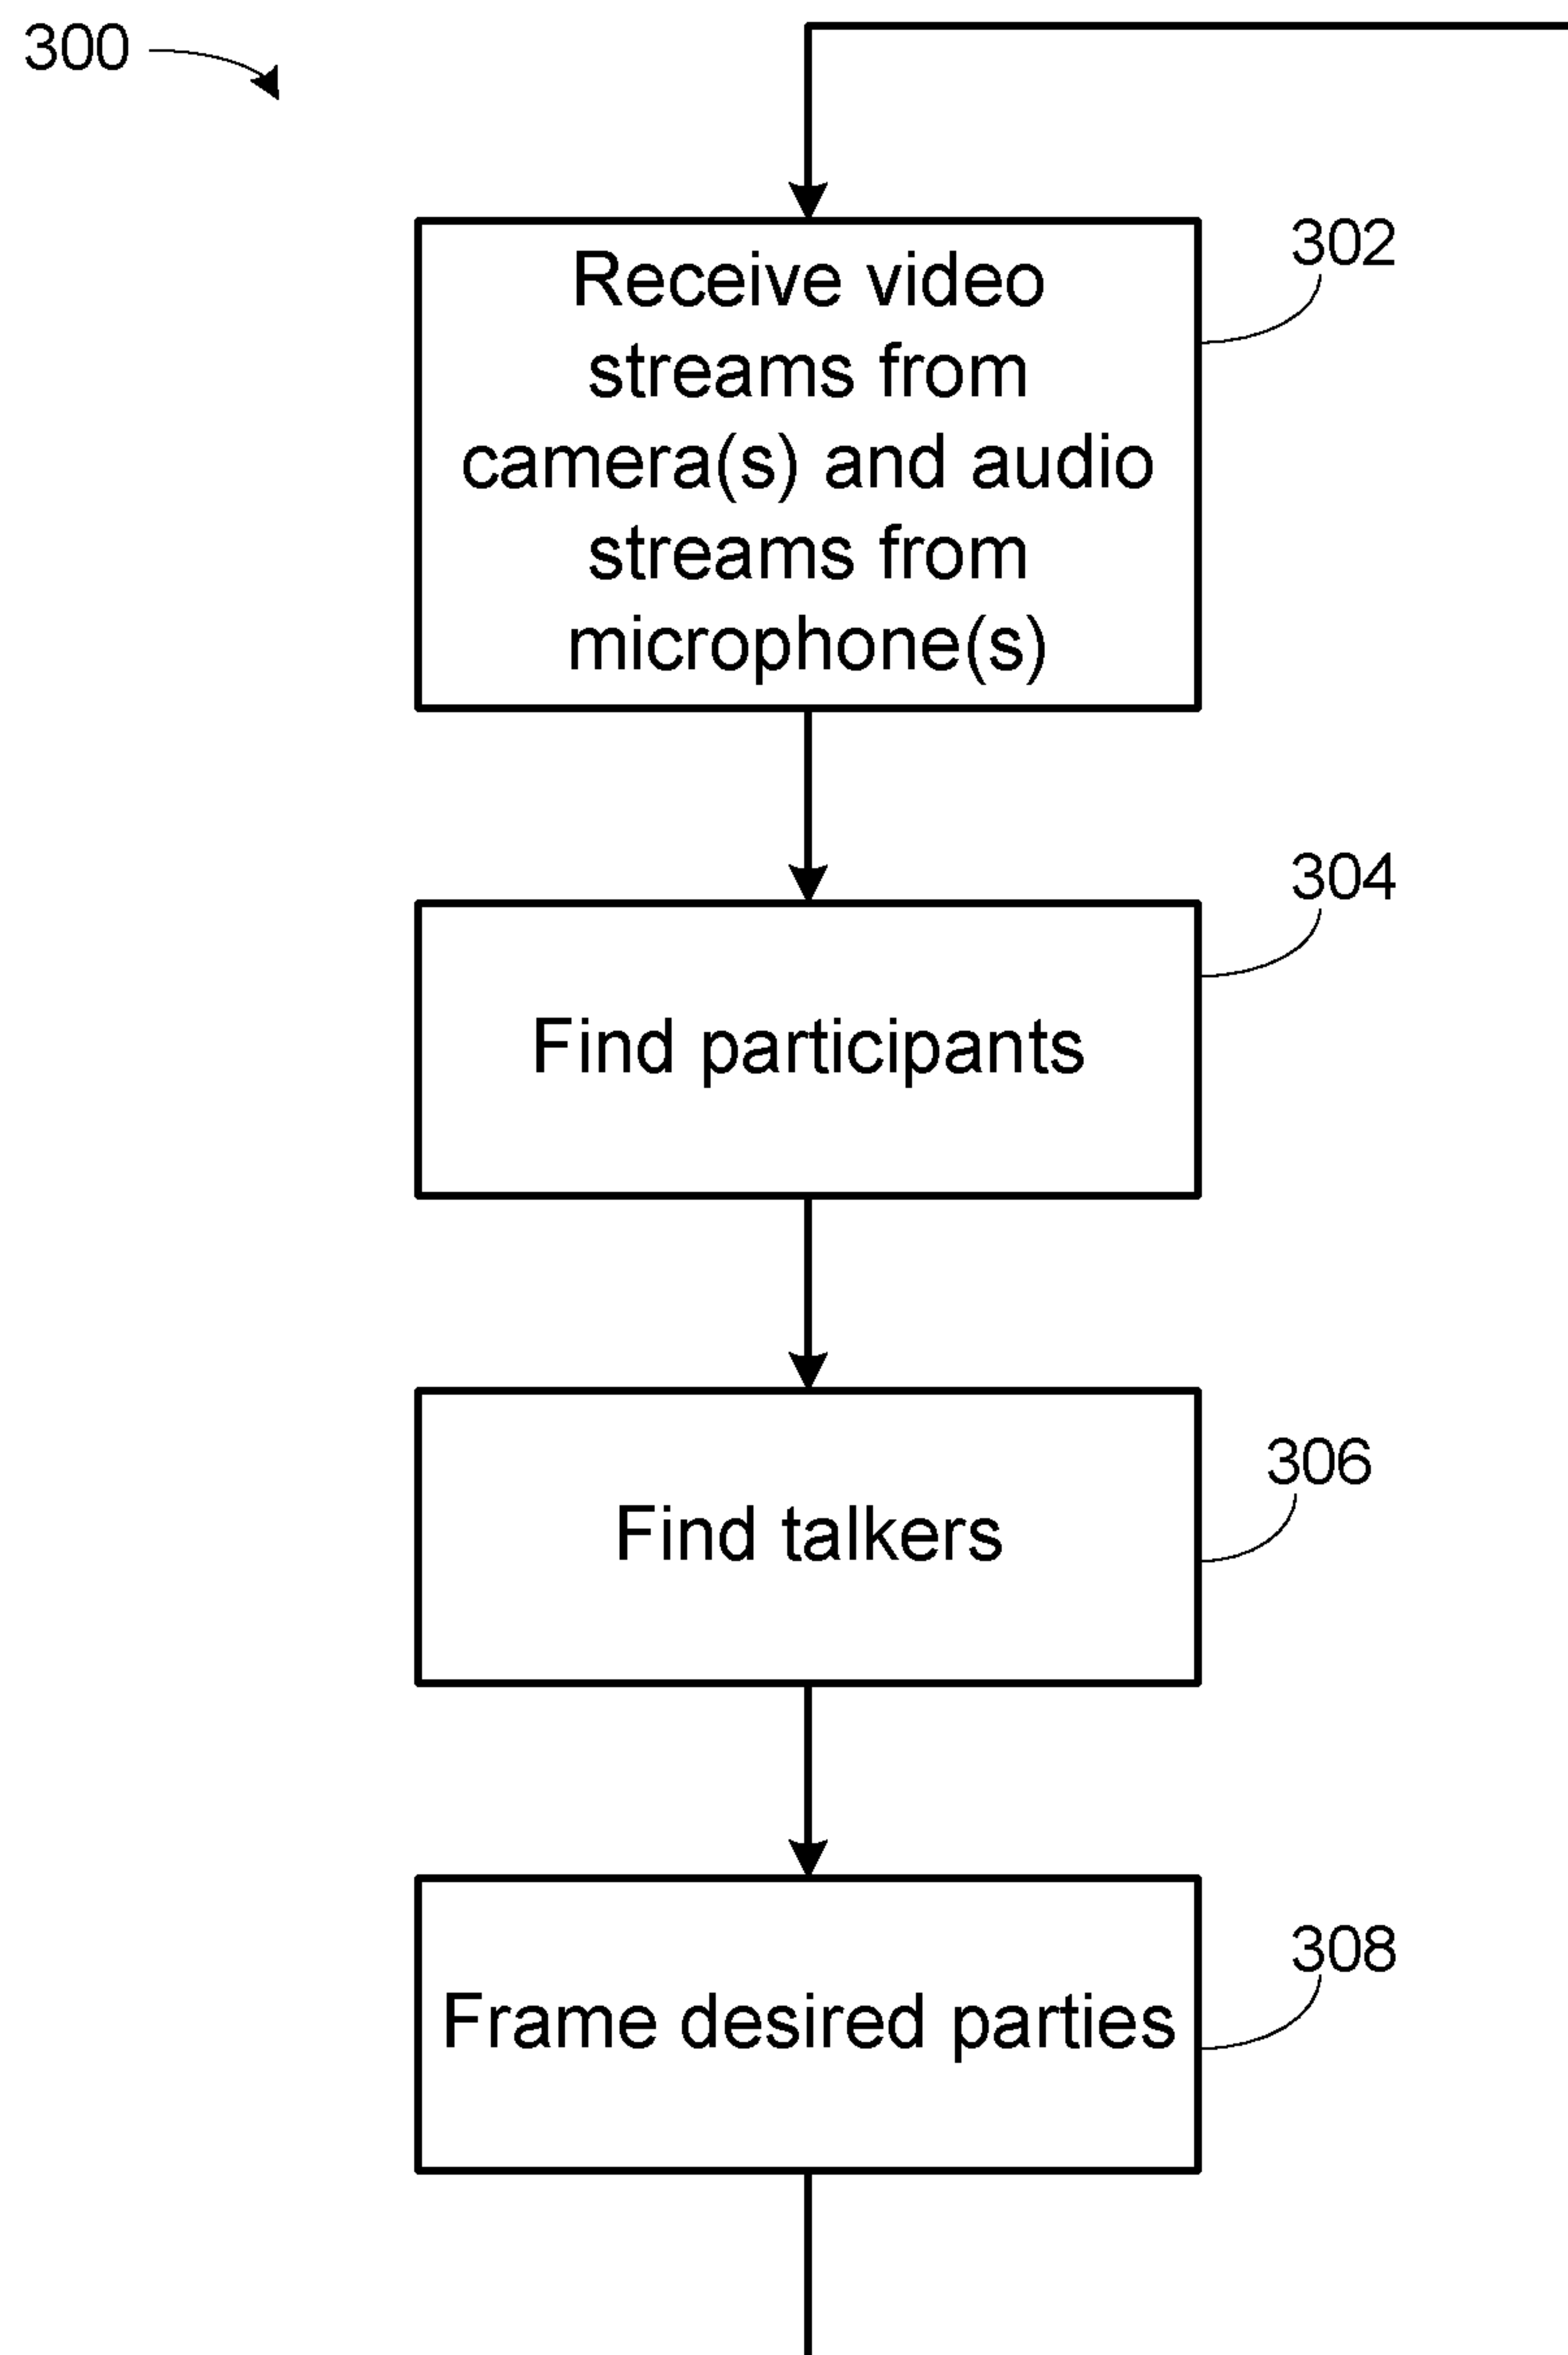 300
302
Receive video
streams from
camera(s) and audio
streams from
microphone(s)
304
Find participants
306
Find talkers
308
Frame desired parties